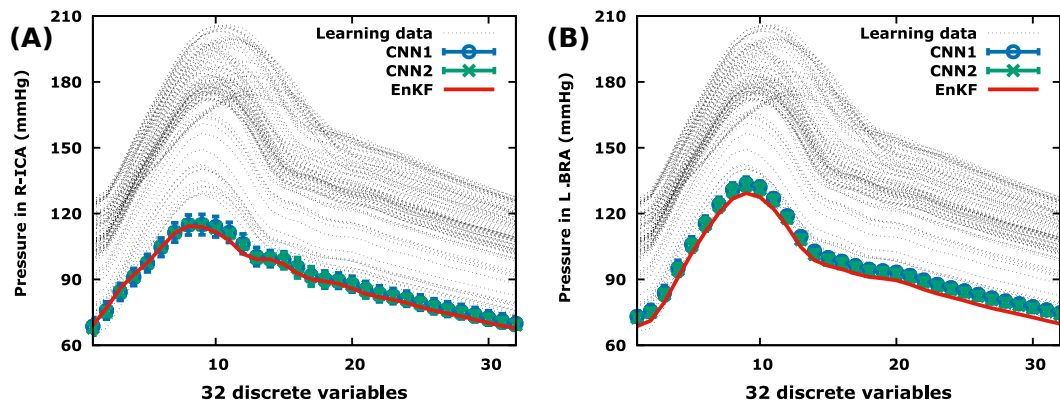 (A)
Pressure in R-ICA (mmHg)
210
180
150
120
90
60
Learning data
CNN1
CNN2
EnKF
10
20
30
32 discrete variables
(B)
Pressure in L .BRA (mmHg)
210
180
150
120
90
60
Learning data
CNN1
CNN2
EnKF
10
20
30
32 discrete variables